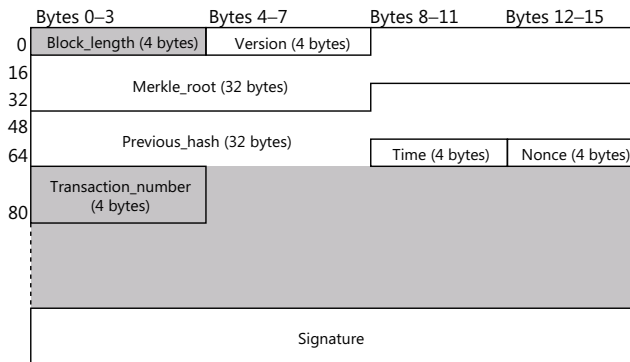 Bytes 0–3 Bytes 4–7 Bytes 8–11 Bytes 12–15
0 Block_length (4 bytes) Version (4 bytes)
16
Merkle_root (32 bytes)
32
48
Previous_hash (32 bytes)
64 Time (4 bytes) Nonce (4 bytes)
Transaction_number
(4 bytes)
80
Signature